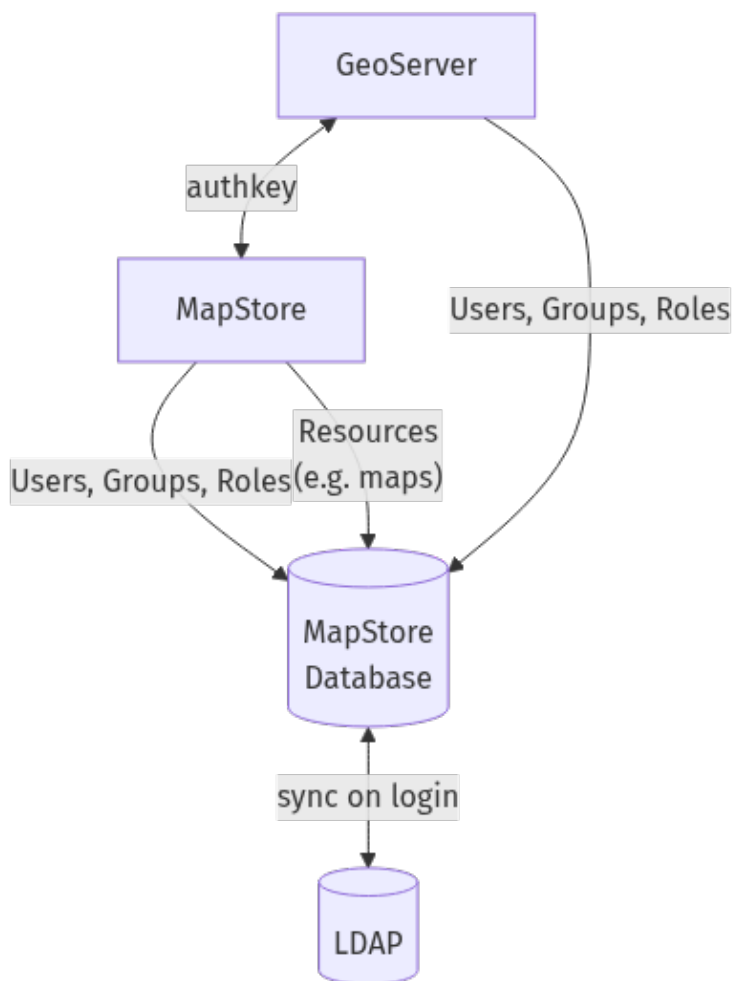 GeoServer
authkey
MapStore
Users, Groups, Roles
Resources
(e.g. maps)
Users, Groups, Roles
MapStore
Database
sync on login
LDAP